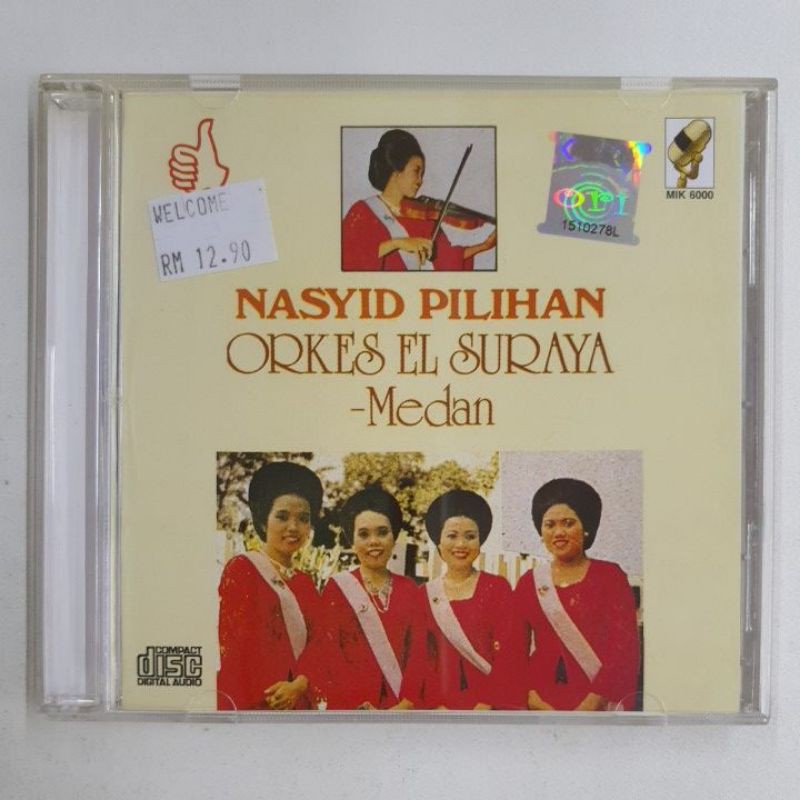 WELCOME
RM 12.90
ori
1510278L
MIK 6000
NASYID PILIHAN
ORKES EL SURAYA
-Medan
COMPACT
disc
DIGITAL AUDIO